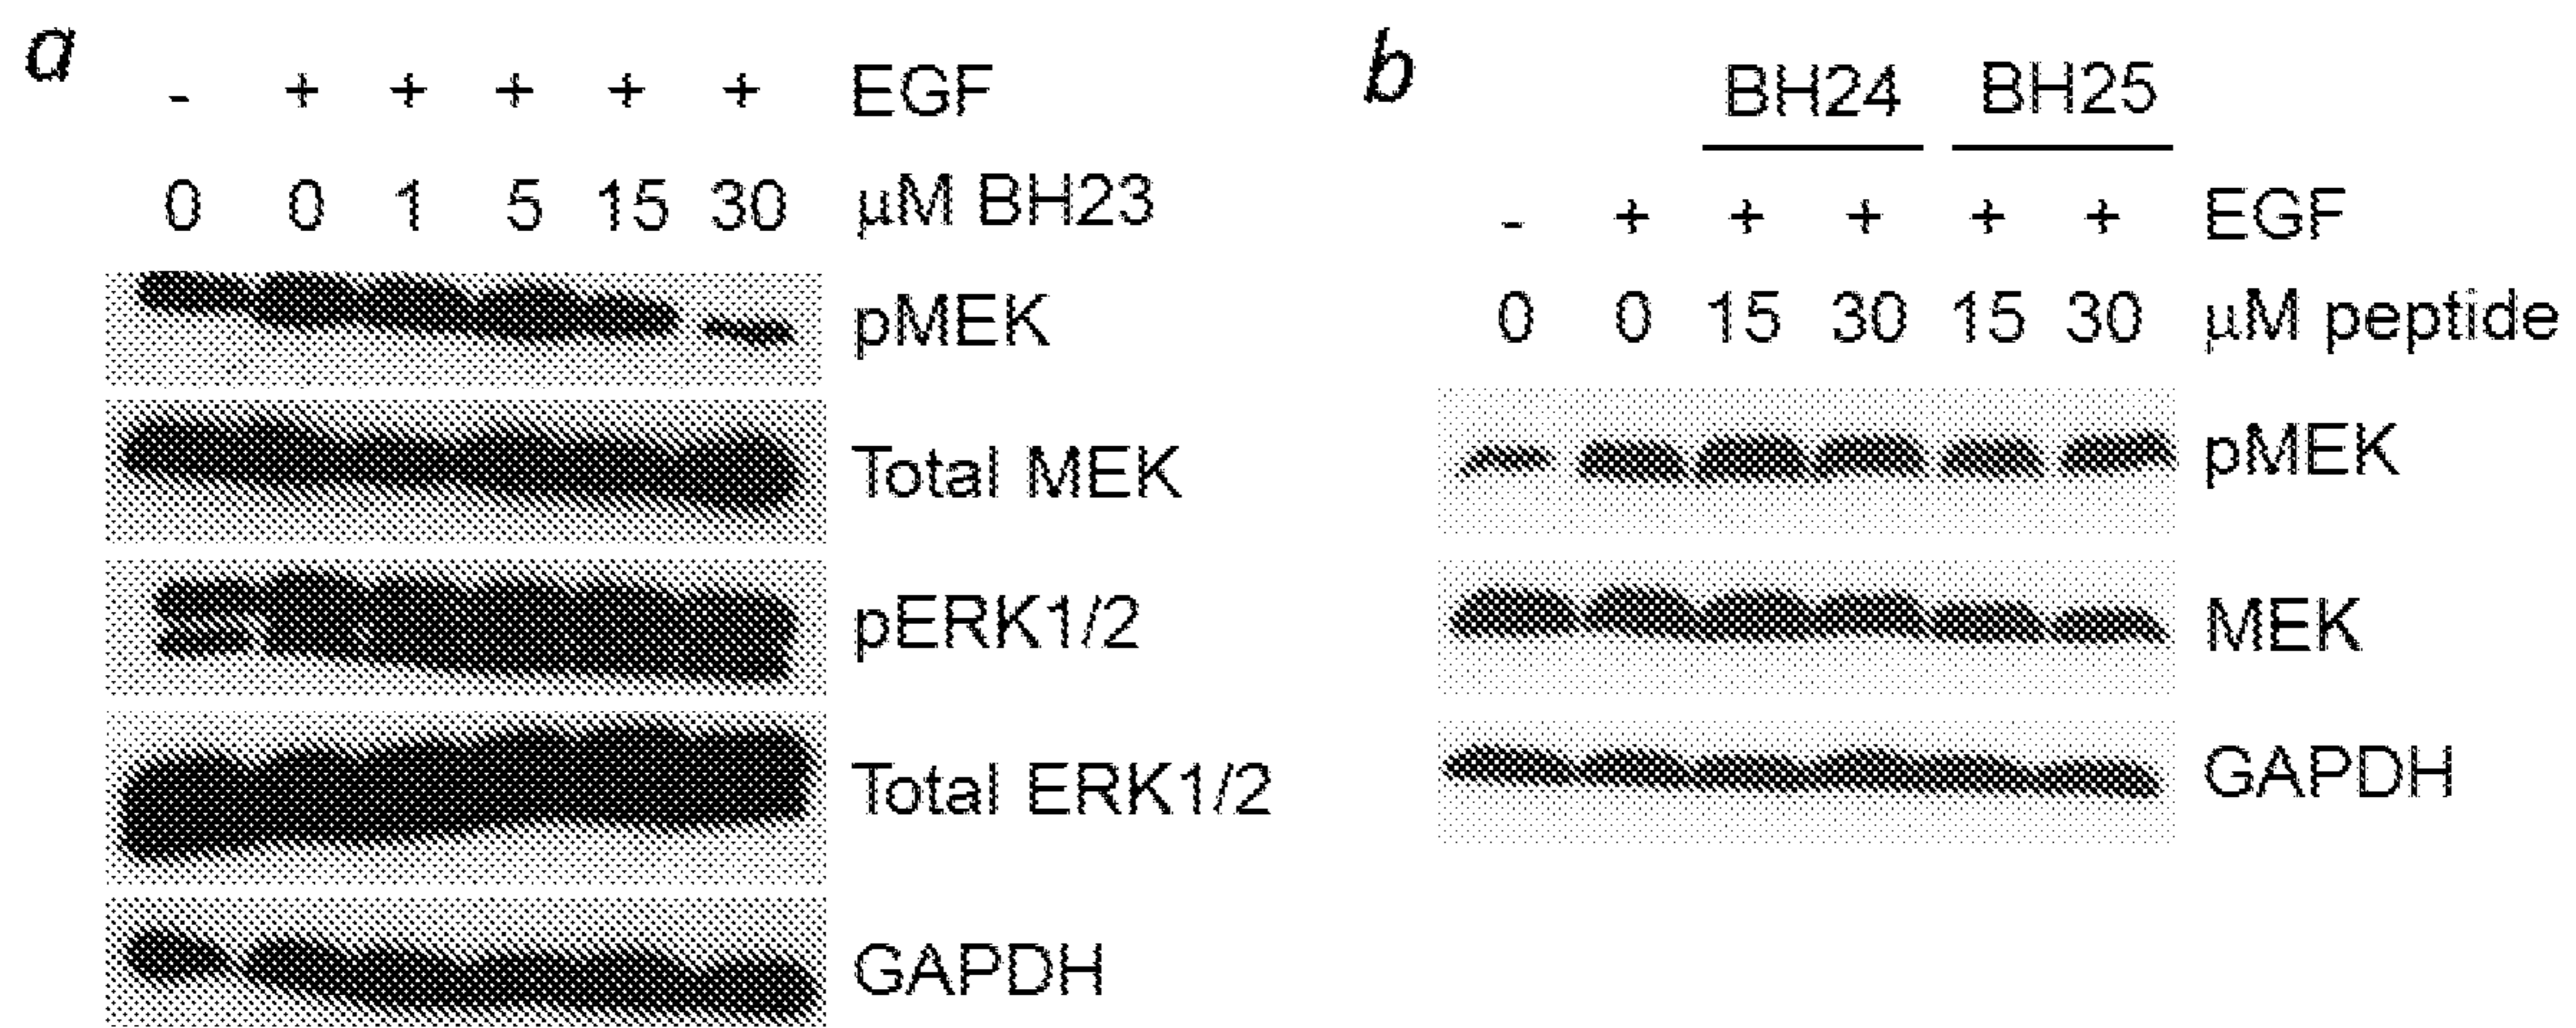 a
- + + + + + EGF
0 0 1 5 15 30 μM BH23
pMEK
Total MEK
pERK1/2
Total ERK1/2
GAPDH
b
BH24 BH25
- + + + + + EGF
0 0 15 30 15 30 μM peptide
pMEK
MEK
GAPDH